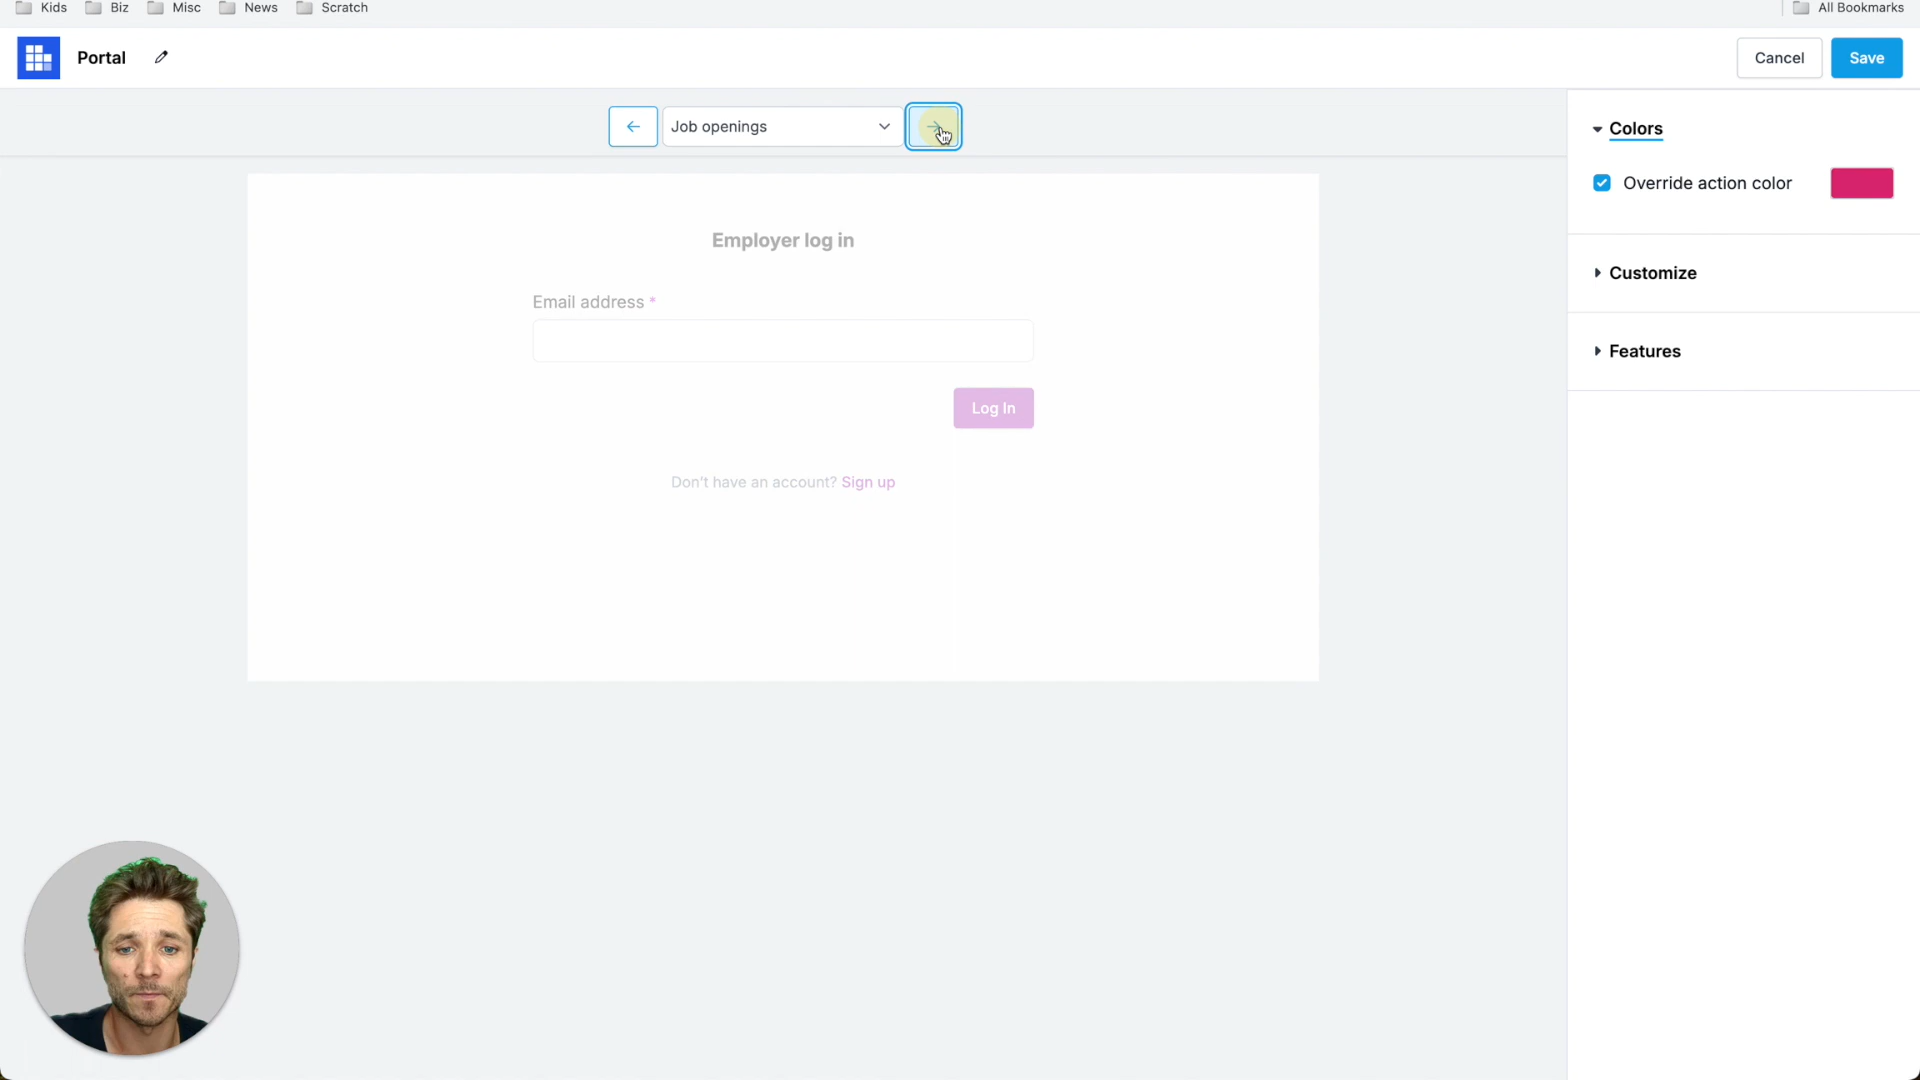 Kids Biz Misc News Scratch All Bookmarks
Portal Cancel Save
Job openings
Colors
Override action color
Customize
Features
Employer log in
Email address *
Log In
Don't have an account? Sign up